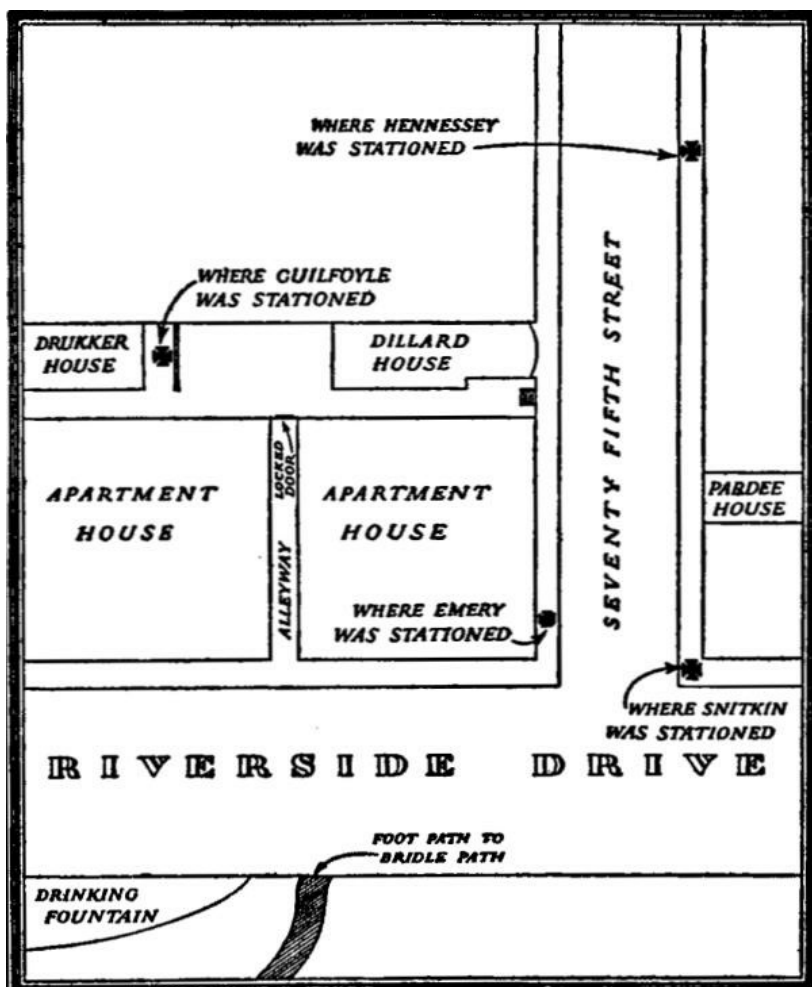 WHERE HENNESSEY
WAS STATIONED
WHERE GUILFOYLE
WAS STATIONED
DRUKKER
HOUSE
DILLARD
HOUSE
SEVENTY FIFTH STREET
APARTMENT
HOUSE
LOCKED
DOOR
ALLEYWAY
APARTMENT
HOUSE
PARDEE
HOUSE
WHERE EMERY
WAS STATIONED
WHERE SNITKIN
WAS STATIONED
RIVERSIDE DRIVE
FOOT PATH TO
BRIDLE PATH
DRINKING
FOUNTAIN